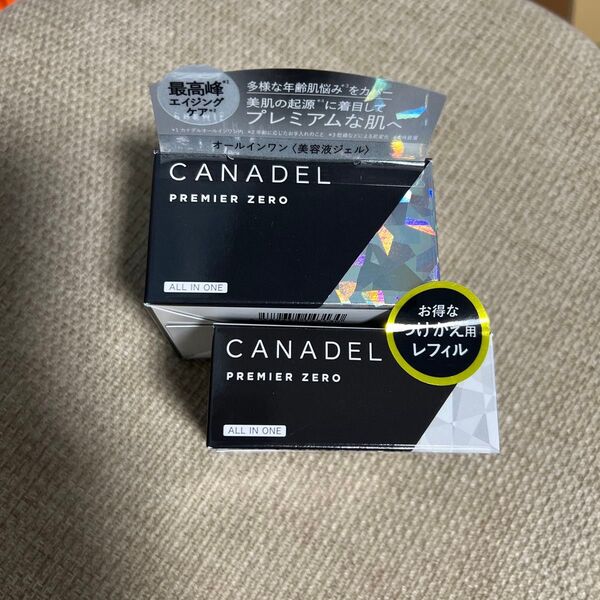 最高峰※1
エイジング
ケア※2
多様な年齢肌悩み※3をカバー
美肌の起源※4に着目して
プレミアムな肌へ
オールインワン〈美容液ジェル〉
CANADEL
PREMIER ZERO
ALL IN ONE
お得な
つけかえ用
レフィル
CANADEL
PREMIER ZERO
ALL IN ONE